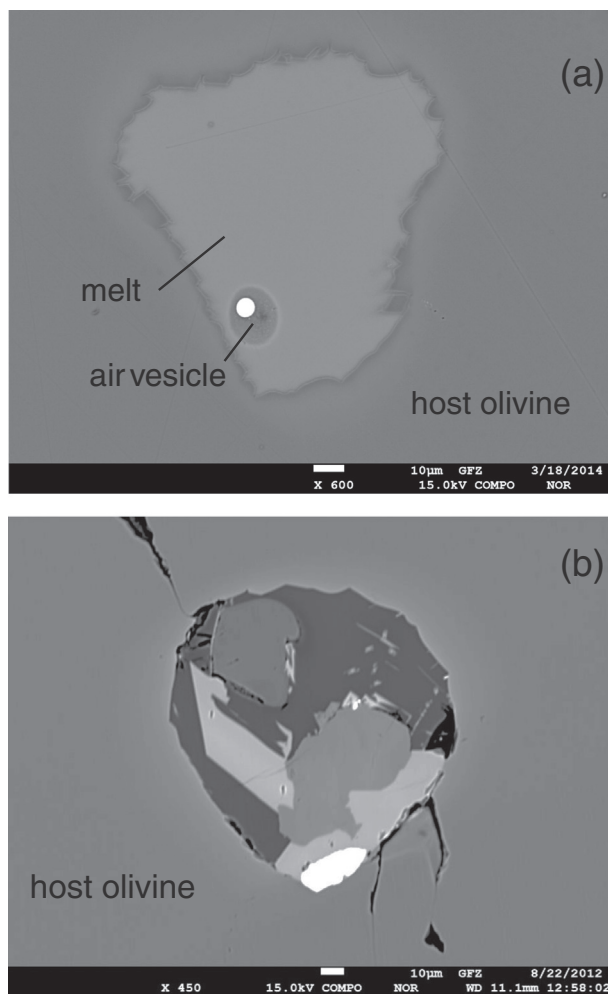 (a)
melt
air vesicle
host olivine
10µm GFZ 3/18/2014
X 600 15.0kV COMPO NOR
(b)
host olivine
10µm GFZ 8/22/2012
X 450 15.0kV COMPO NOR WD 11.1mm 12:58:02